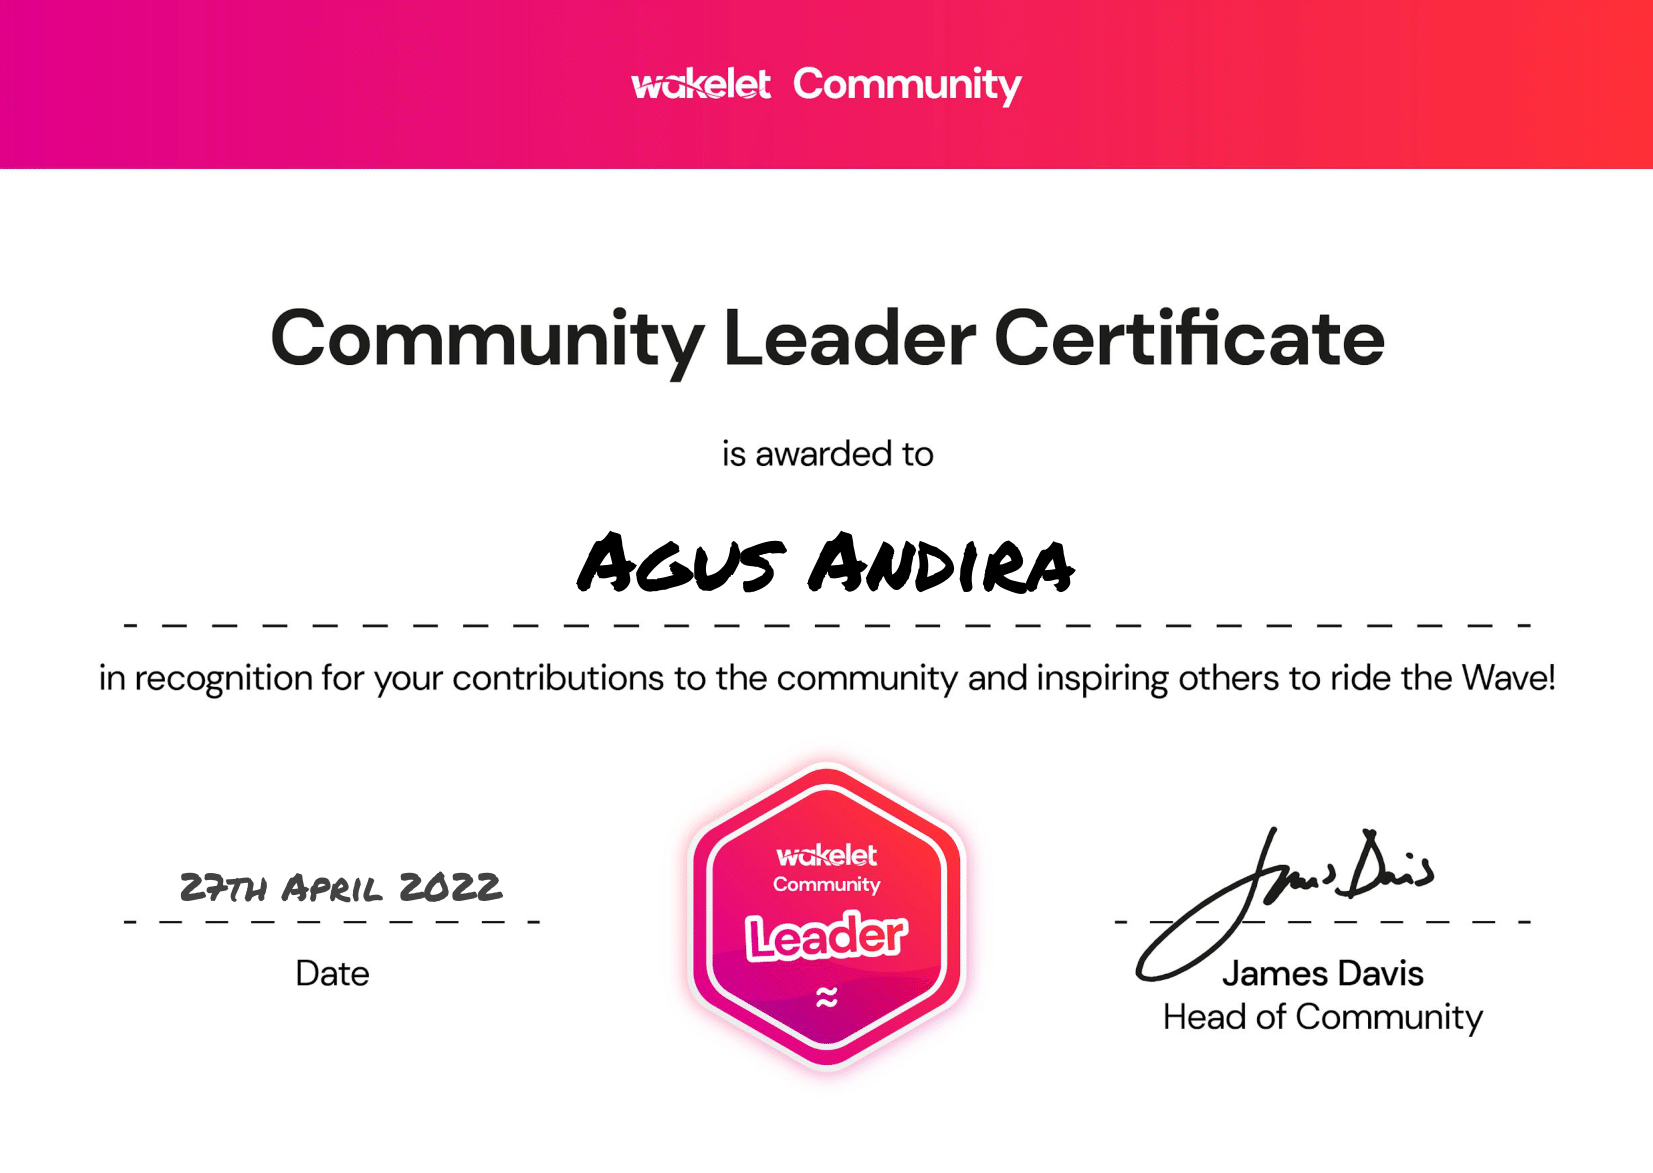 wakelet Community
Community Leader Certificate
is awarded to
Agus Andira
in recognition for your contributions to the community and inspiring others to ride the Wave!
27th April 2022
Date
wakelet
Community
Leader
James Davis
James Davis
Head of Community